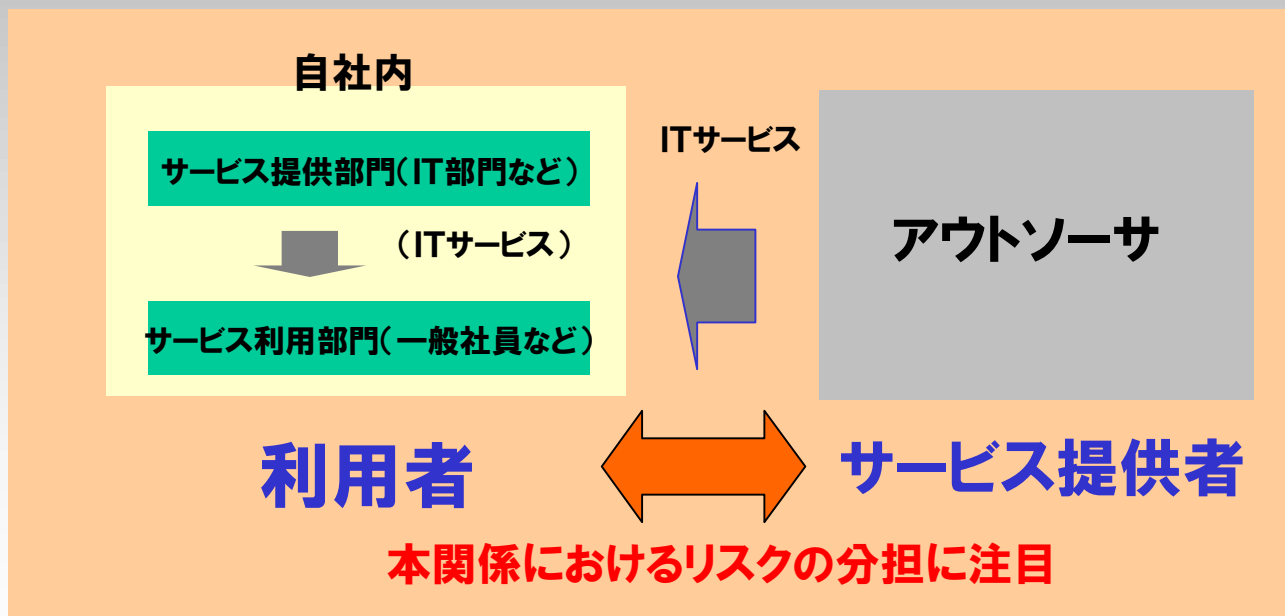 自社内
サービス提供部門(IT部門など)
(ITサービス)
サービス利用部門(一般社員など)
ITサービス
アウトソーサ
利用者
サービス提供者
本関係におけるリスクの分担に注目